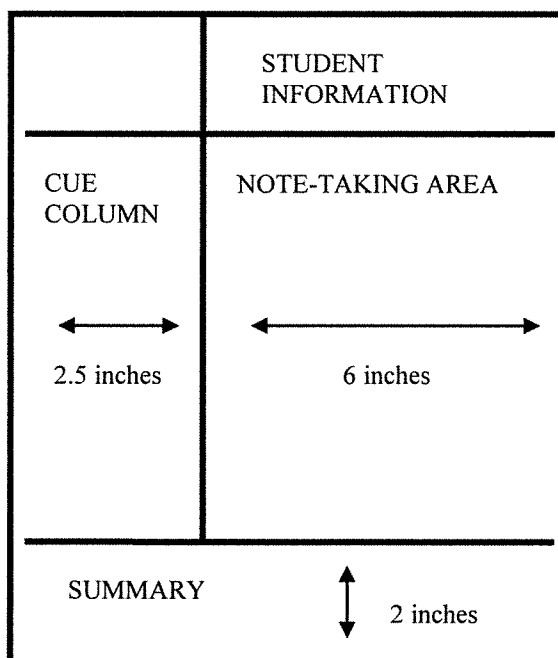 STUDENT
INFORMATION
CUE
COLUMN
NOTE-TAKING AREA
2.5 inches
6 inches
SUMMARY
2 inches